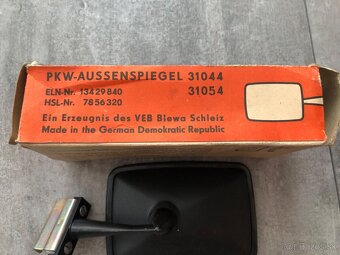 PKW-AUSSENSPIEGEL 31044
ELN-Nr. 13429840 31054
HSL-Nr. 7856320
Ein Erzeugnis des VEB Blewa Schleiz
Made in the German Democratic Republic